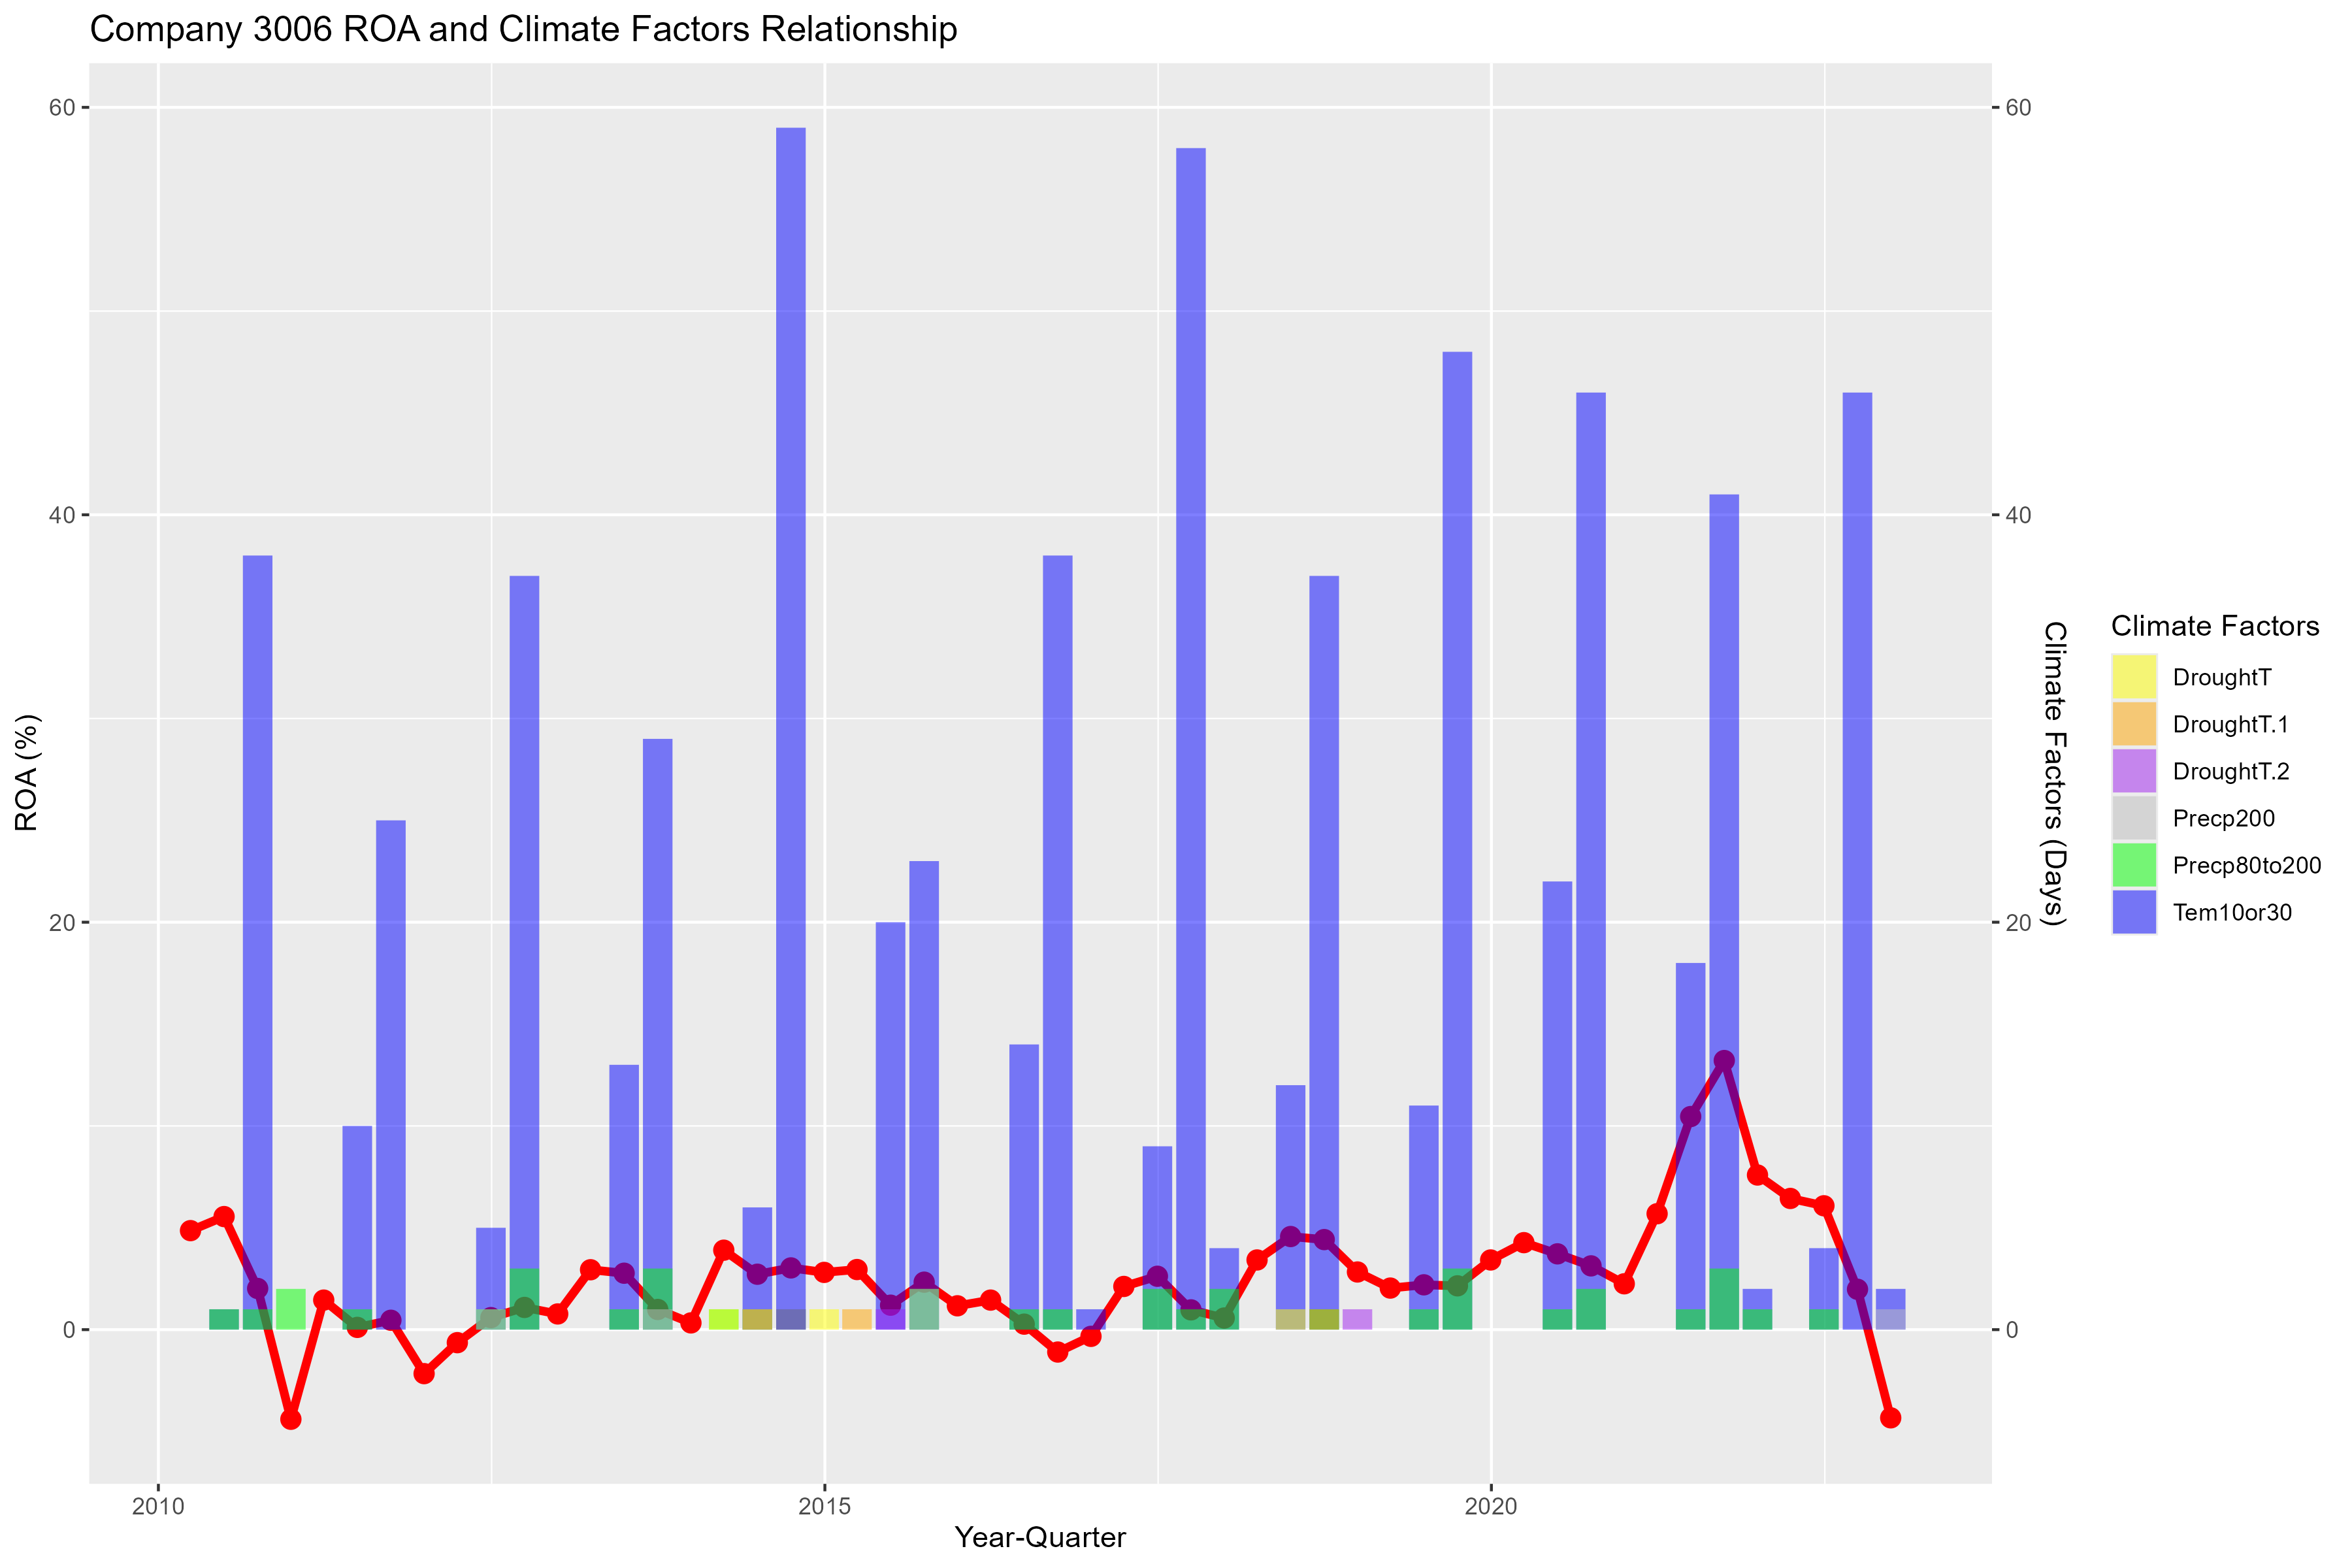 Company 3006 ROA and Climate Factors Relationship
60
40
20
0
ROA (%)
2010
2015
2020
Year-Quarter
60
40
20
0
Climate Factors (Days)
Climate Factors
DroughtT
DroughtT.1
DroughtT.2
Precp200
Precp80to200
Tem10or30